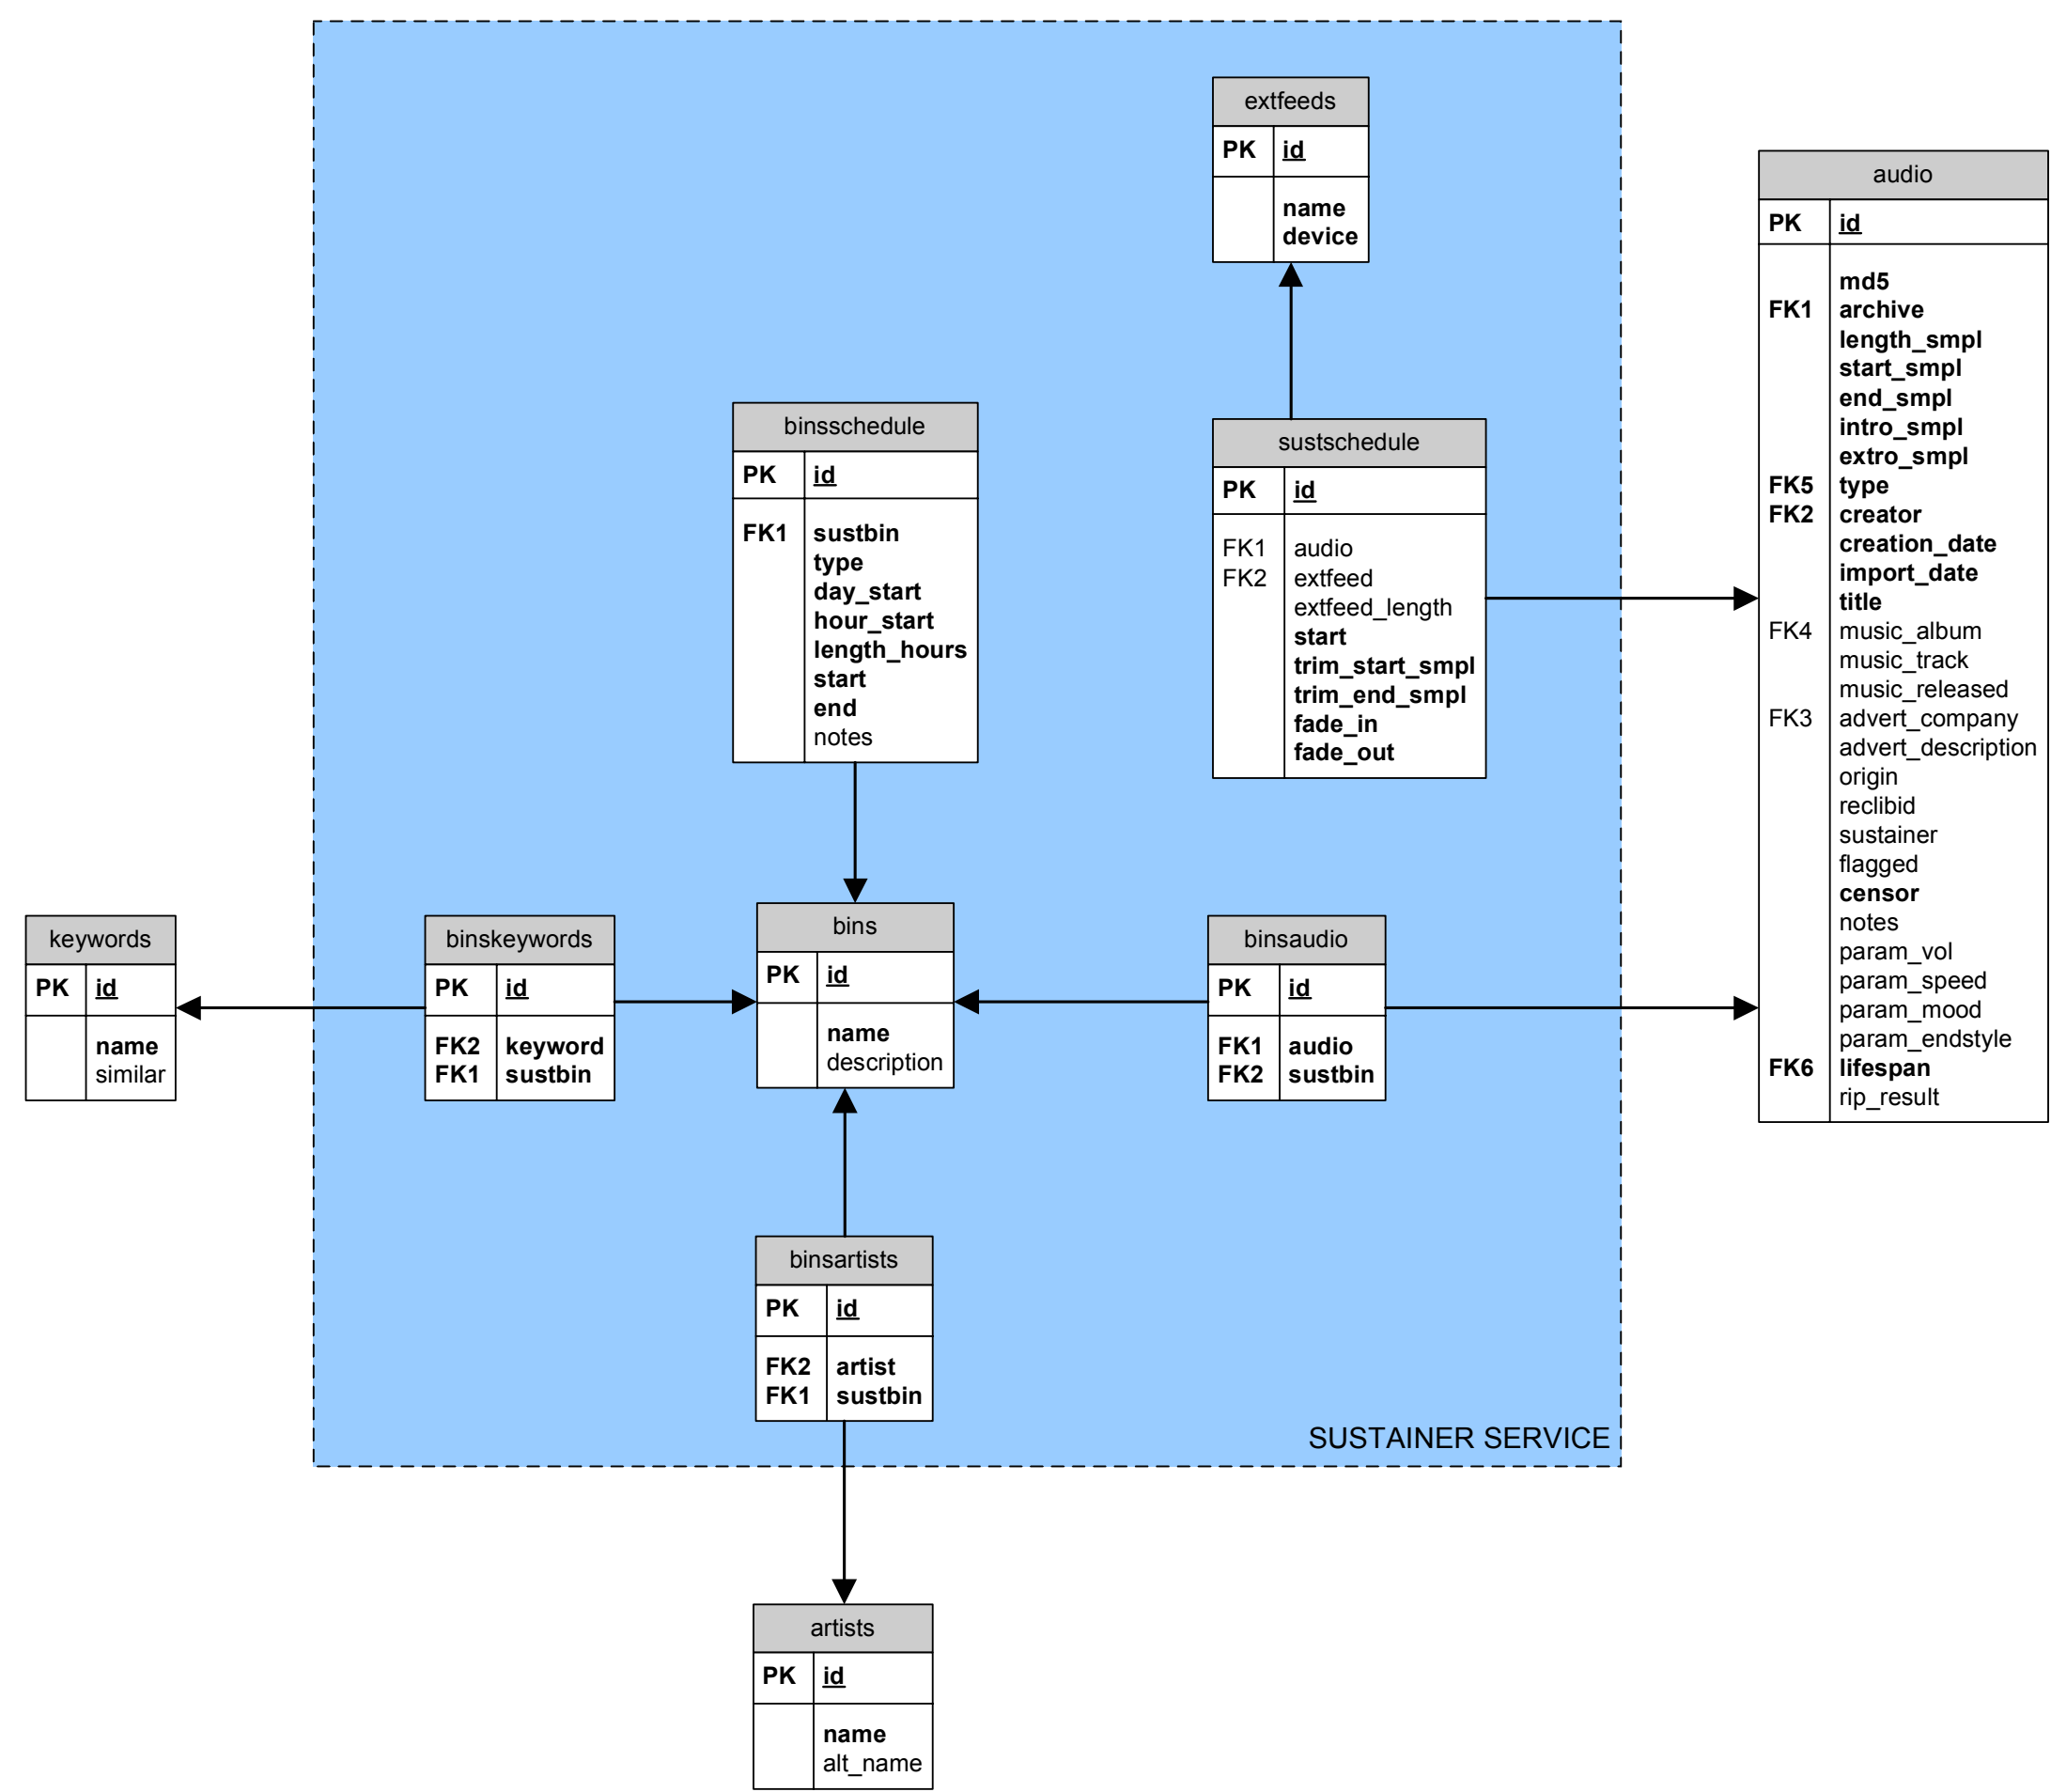 extfeeds
PK id
name
device
audio
PK id
md5
FK1 archive
length_smpl
start_smpl
end_smpl
intro_smpl
extro_smpl
FK5 type
FK2 creator
creation_date
import_date
title
FK4 music_album
music_track
music_released
FK3 advert_company
advert_description
origin
reclibid
sustainer
flagged
censor
notes
param_vol
param_speed
param_mood
param_endstyle
FK6 lifespan
rip_result
binsschedule
PK id
FK1 sustbin
type
day_start
hour_start
length_hours
start
end
notes
sustschedule
PK id
FK1 audio
FK2 extfeed
extfeed_length
start
trim_start_smpl
trim_end_smpl
fade_in
fade_out
keywords
PK id
name
similar
binskeywords
PK id
FK2 keyword
FK1 sustbin
bins
PK id
name
description
binsaudio
PK id
FK1 audio
FK2 sustbin
binsartists
PK id
FK2 artist
FK1 sustbin
SUSTAINER SERVICE
artists
PK id
name
alt_name